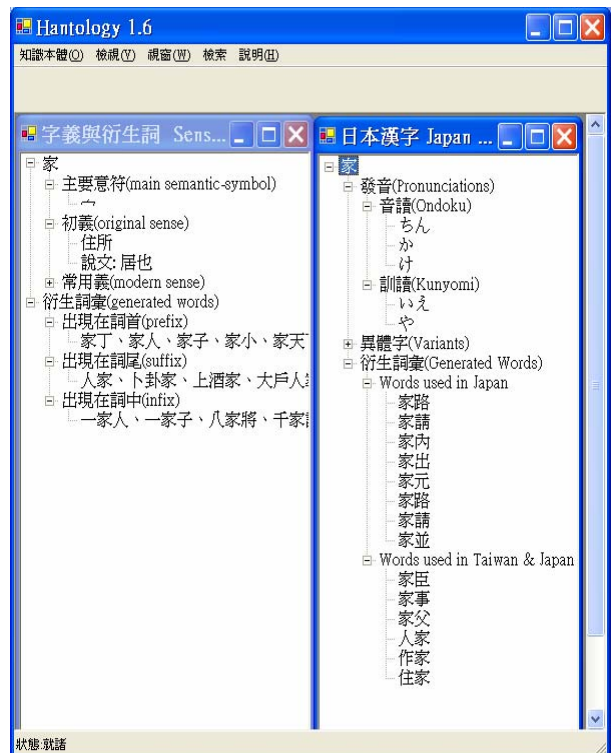 Hantology 1.6
知識本體(O) 檢視(V) 視窗(W) 檢索 說明(H)
字義與衍生詞 Sens...
家
主要意符(main semantic-symbol)
宀
初義(original sense)
住所
說文: 居也
常用義(modern sense)
衍生詞彙(generated words)
出現在詞首(prefix)
家丁、家人、家子、家小、家天
出現在詞尾(suffix)
人家、卜卦家、上酒家、大戶人
出現在詞中(infix)
一家人、一家子、八家將、千家
日本漢字 Japan ...
家
發音(Pronunciations)
音讀(Ondoku)
ちん
か
け
訓讀(Kunyomi)
いえ
や
異體字(Variants)
衍生詞彙(Generated Words)
Words used in Japan
家路
家請
家內
家出
家元
家路
家請
家並
Words used in Taiwan & Japan
家臣
家事
家父
人家
作家
住家
狀態:就諸